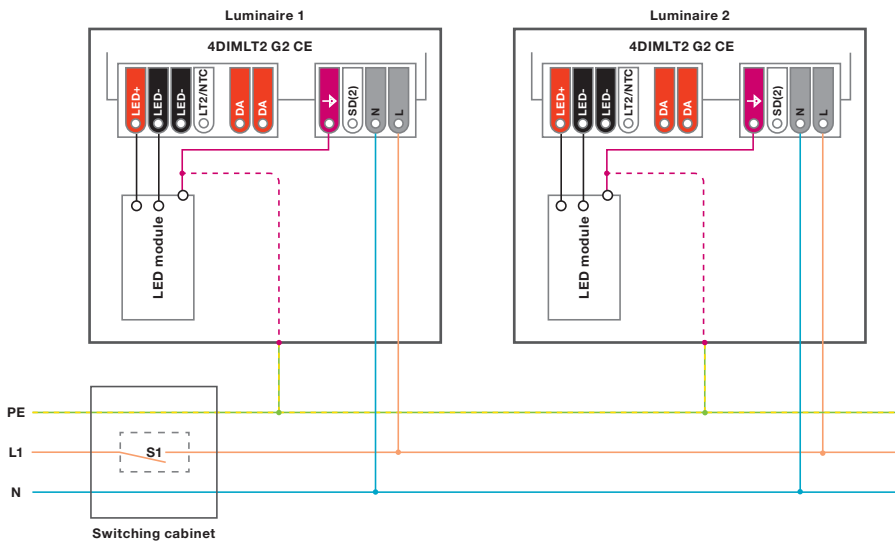 Luminaire 1
4DIMLT2 G2 CE
LED+
LED-
LED-
LT2/NTC
DA
DA
SD(2)
N
L
LED module
Luminaire 2
4DIMLT2 G2 CE
LED+
LED-
LED-
LT2/NTC
DA
DA
SD(2)
N
L
LED module
PE
L1
S1
N
Switching cabinet